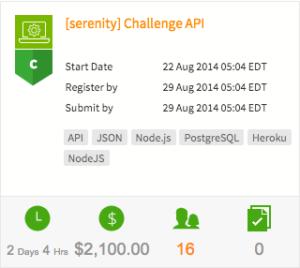 [serenity] Challenge API
C
Start Date 22 Aug 2014 05:04 EDT
Register by 29 Aug 2014 05:04 EDT
Submit by 29 Aug 2014 05:04 EDT
API JSON Node.js PostgreSQL Heroku
NodeJS
$
2 Days 4 Hrs $2,100.00 16 0